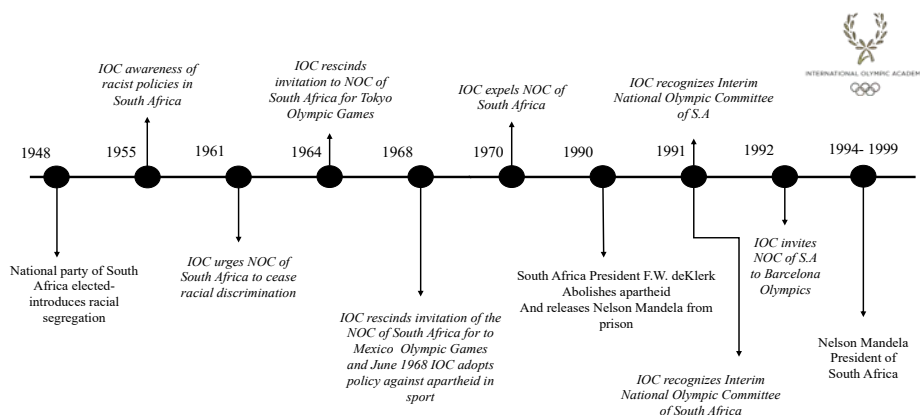 INTERNATIONAL OLYMPIC ACADEM
IOC awareness of
racist policies in
South Africa
IOC rescinds
invitation to NOC of
South Africa for Tokyo
Olympic Games
IOC expels NOC of
South Africa
IOC recognizes Interim
National Olympic Committee
of S.A
1948
1955
1961
1964
1968
1970
1990
1991
1992
1994- 1999
National party of South
Africa elected-
introduces racial
segregation
IOC urges NOC of
South Africa to cease
racial discrimination
IOC rescinds invitation of the
NOC of South Africa for to
Mexico Olympic Games
and June 1968 IOC adopts
policy against apartheid in
sport
South Africa President F.W. deKlerk
Abolishes apartheid
And releases Nelson Mandela from
prison
IOC recognizes Interim
National Olympic Committee
of South Africa
IOC invites
NOC of S.A
to Barcelona
Olympics
Nelson Mandela
President of
South Africa